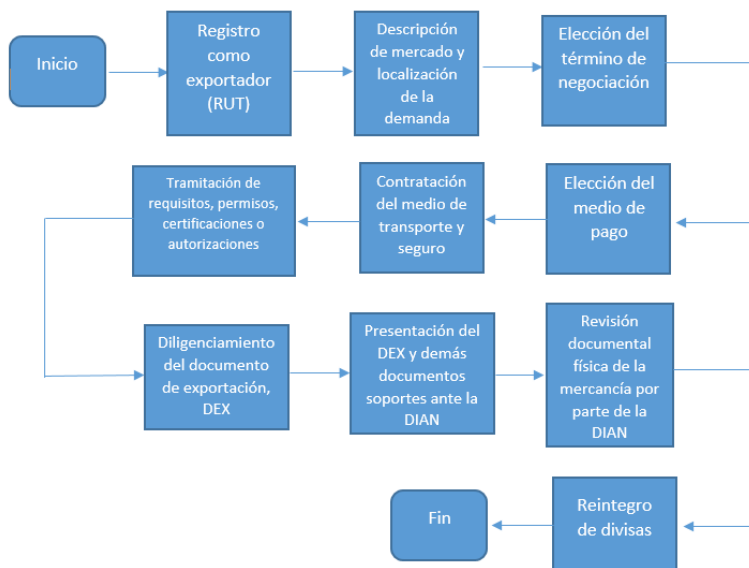 Inicio
Registro
como
exportador
(RUT)
Descripción
de mercado y
localización
de la
demanda
Elección del
término de
negociación
Elección del
medio de
pago
Contratación
del medio de
transporte y
seguro
Tramitación de
requisitos, permisos,
certificaciones o
autorizaciones
Diligenciamiento
del documento
de exportación,
DEX
Presentación del
DEX y demás
documentos
soportes ante la
DIAN
Revisión
documental
física de la
mercancía por
parte de la
DIAN
Reintegro
de divisas
Fin